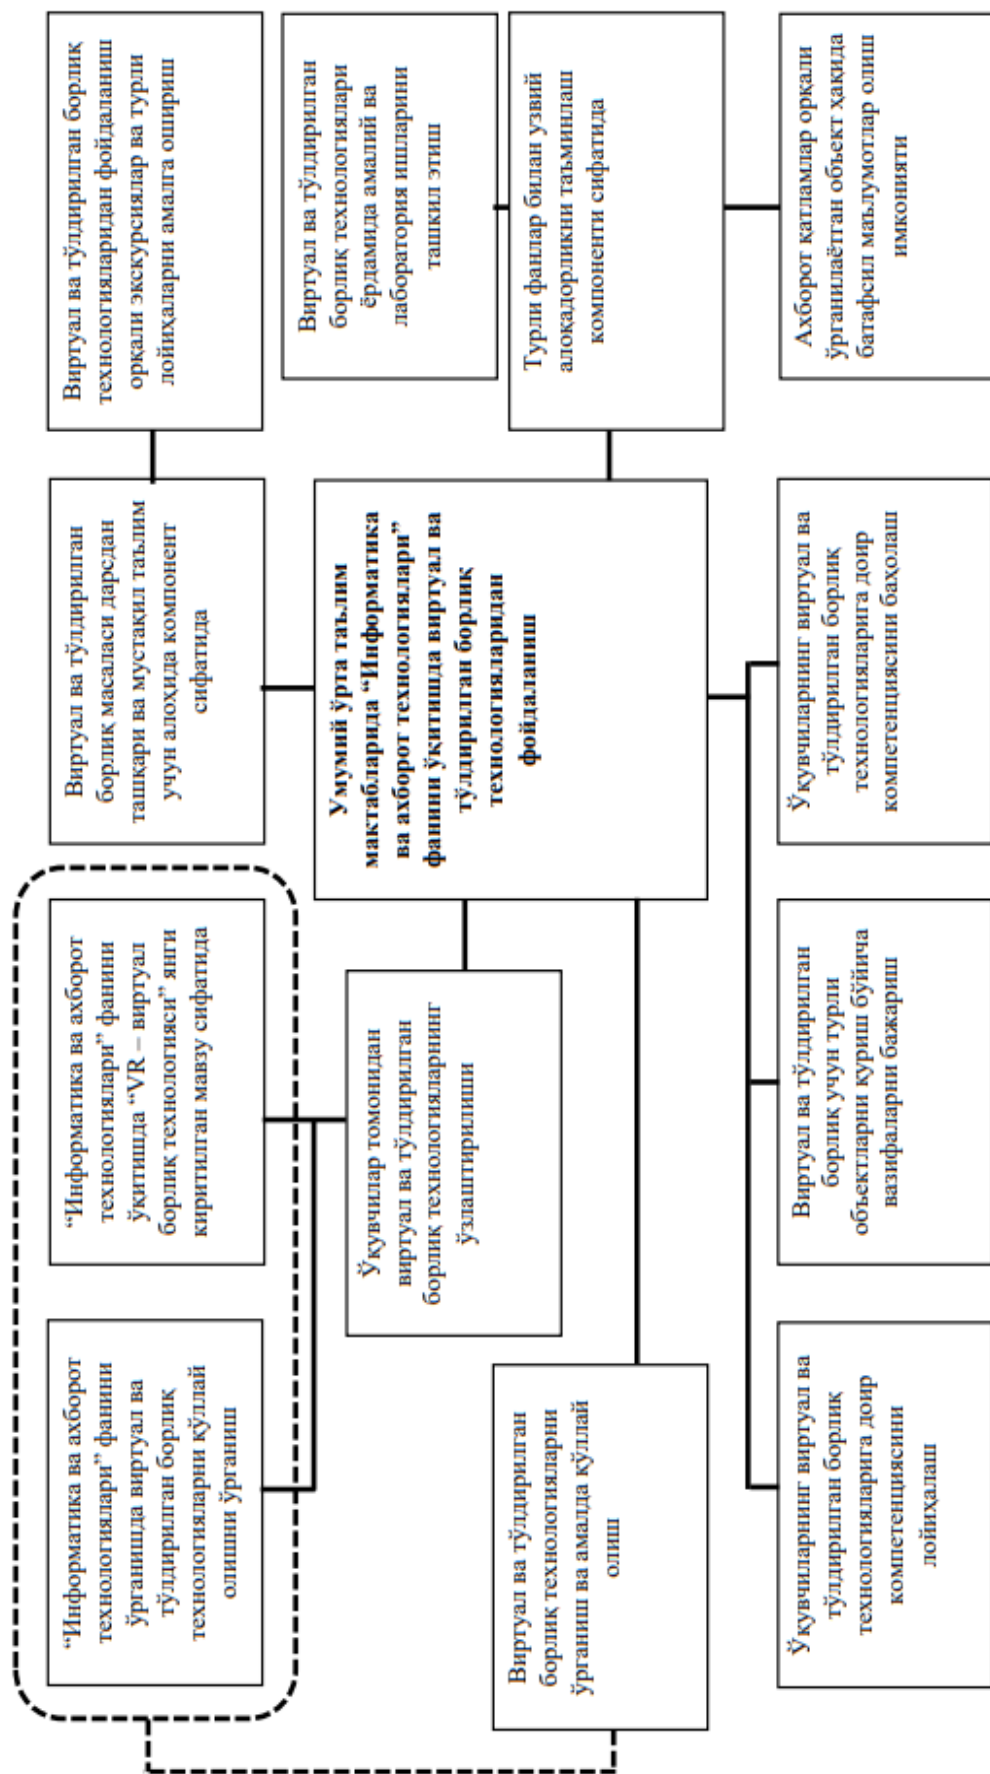 “Информатика ва ахборот
технологиялари” фанини
ўрганишда виртуал ва
тўлдирилган борлиқ
технологияларни қўллай
олишни ўрганиш
“Информатика ва ахборот
технологиялари” фанини
ўқитишда “VR – виртуал
борлиқ технологияси” янги
киритилган мавзу сифатида
Виртуал ва тўлдирилган
борлиқ масаласи дарсдан
ташқари ва мустақил таълим
учун алоҳида компонент
сифатида
Виртуал ва тўлдирилган борлиқ
технологияларидан фойдаланиш
орқали экскурсиялар ва турли
лойиҳаларни амалга ошириш
Виртуал ва тўлдирилган
борлиқ технологиялари
ёрдамида амалий ва
лаборатория ишларини
ташкил этиш
Ўқувчилар томонидан
виртуал ва тўлдирилган
борлиқ технологияларнинг
ўзлаштирилиши
Умумий ўрта таълим
мактабларида “Информатика
ва ахборот технологиялари”
фанини ўқитишда виртуал ва
тўлдирилган борлиқ
технологияларидан
фойдаланиш
Турли фанлар билан узвий
алоқадорликни таъминлаш
компоненти сифатида
Виртуал ва тўлдирилган
борлиқ технологияларни
ўрганиш ва амалда қўллай
олиш
Ўқувчиларнинг виртуал ва
тўлдирилган борлиқ
технологияларига доир
компетенциясини
лойиҳалаш
Виртуал ва тўлдирилган
борлиқ учун турли
объектларни қуриш бўйича
вазифаларни бажариш
Ўқувчиларнинг виртуал ва
тўлдирилган борлиқ
технологияларига доир
компетенциясини баҳолаш
Ахборот қатламлар орқали
ўрганилаётган объект ҳақида
батафсил маълумотлар олиш
имконияти